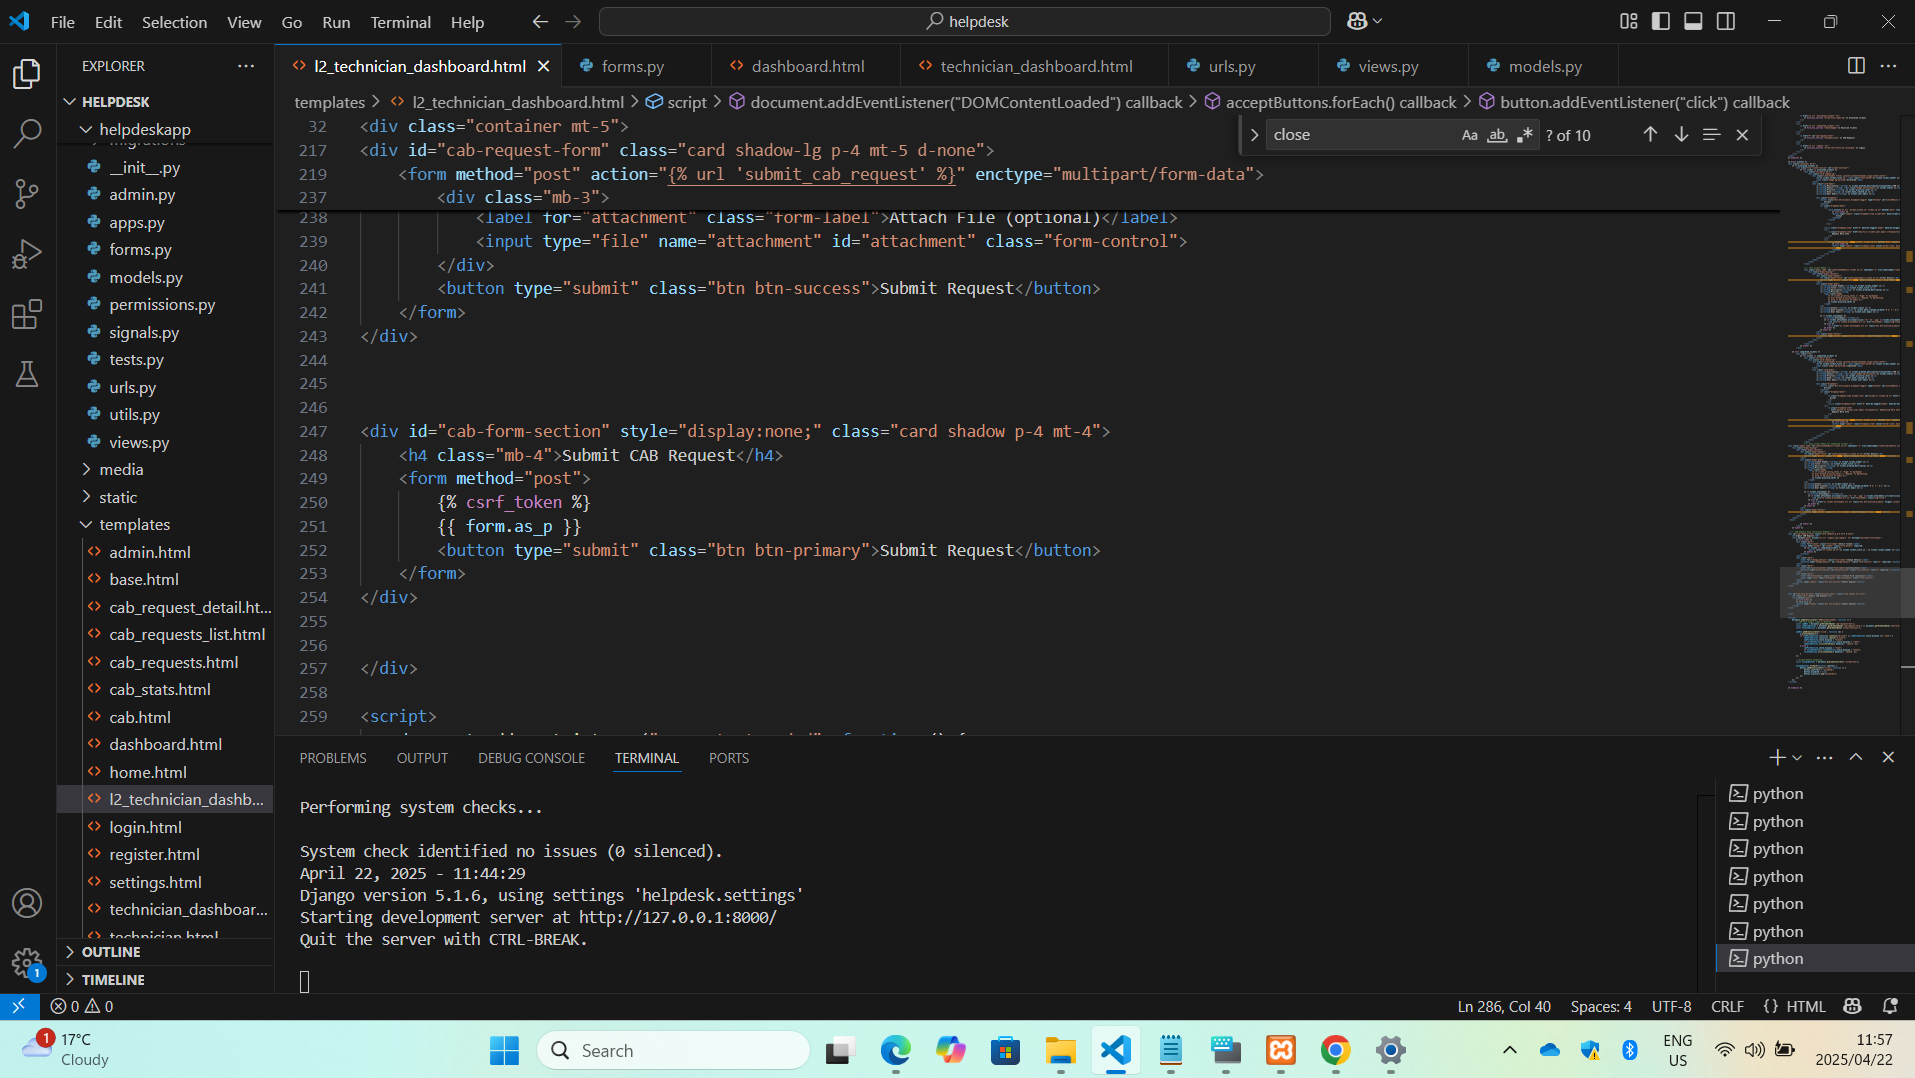 File Edit Selection View Go Run Terminal Help
helpdesk
EXPLORER
HELPDESK
helpdeskapp
migrations
__init__.py
admin.py
apps.py
forms.py
models.py
permissions.py
signals.py
tests.py
urls.py
utils.py
views.py
media
static
templates
admin.html
base.html
cab_request_detail.ht...
cab_requests_list.html
cab_requests.html
cab_stats.html
cab.html
dashboard.html
home.html
l2_technician_dashb...
login.html
register.html
settings.html
technician_dashboar...
technician.html
OUTLINE
TIMELINE
l2_technician_dashboard.html forms.py dashboard.html technician_dashboard.html urls.py views.py models.py
templates > l2_technician_dashboard.html > script > document.addEventListener("DOMContentLoaded") callback > acceptButtons.forEach() callback > button.addEventListener("click") callback
close Aa ab ? of 10
32 <div class="container mt-5">
217 <div id="cab-request-form" class="card shadow-lg p-4 mt-5 d-none">
219 <form method="post" action="{% url 'submit_cab_request' %}" enctype="multipart/form-data">
237 <div class="mb-3">
238 <label for="attachment" class="form-label">Attach File (optional)</label>
239 <input type="file" name="attachment" id="attachment" class="form-control">
240 </div>
241 <button type="submit" class="btn btn-success">Submit Request</button>
242 </form>
243 </div>
244
245
246
247 <div id="cab-form-section" style="display:none;" class="card shadow p-4 mt-4">
248 <h4 class="mb-4">Submit CAB Request</h4>
249 <form method="post">
250 {% csrf_token %}
251 {{ form.as_p }}
252 <button type="submit" class="btn btn-primary">Submit Request</button>
253 </form>
254 </div>
255
256
257 </div>
258
259 <script>
PROBLEMS OUTPUT DEBUG CONSOLE TERMINAL PORTS
Performing system checks...
System check identified no issues (0 silenced).
April 22, 2025 - 11:44:29
Django version 5.1.6, using settings 'helpdesk.settings'
Starting development server at http://127.0.0.1:8000/
Quit the server with CTRL-BREAK.
python
python
python
python
python
python
python
1
0 0
Ln 286, Col 40 Spaces: 4 UTF-8 CRLF {} HTML
1
17°C
Cloudy
Search
ENG
US
11:57
2025/04/22